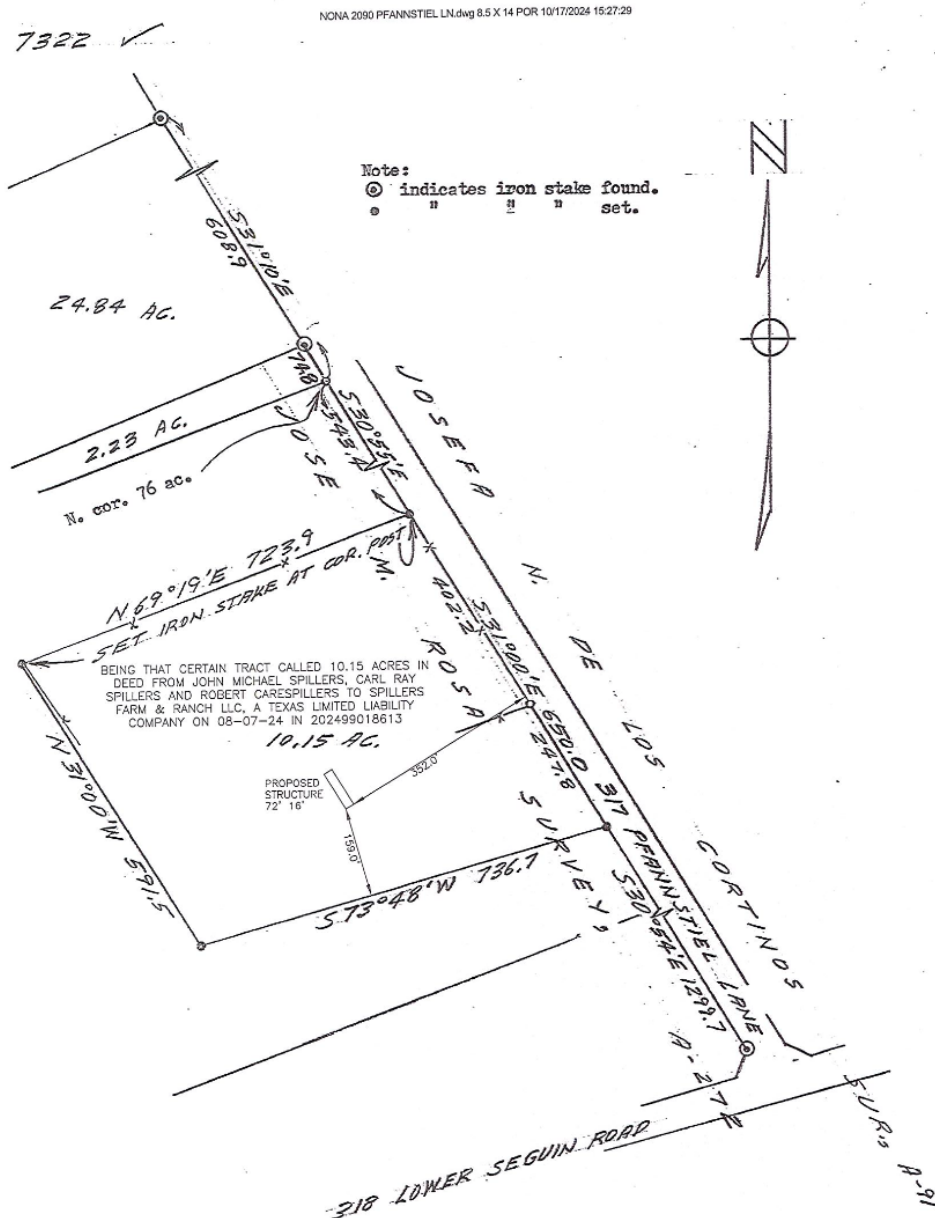 NONA 2090 PFANNSTIEL LN.dwg 8.5 X 14 POR 10/17/2024 15:27:29
7322 ✓
N
Note:
indicates iron stake found.
" " " set.
S31°10'E
608.9
24.84 AC.
74.8
2.23 AC.
N. cor. 76 ac.
S30°55'E
543.4
JOSEFA N. DE LOS CORTINOS SUR., A-91
JOSE M. ROSA SURVEY, A-272
N 69°19'E 723.9
SET IRON STAKE AT COR. POST
402.2
S31°00'E 650.0
247.8
BEING THAT CERTAIN TRACT CALLED 10.15 ACRES IN
DEED FROM JOHN MICHAEL SPILLERS, CARL RAY
SPILLERS AND ROBERT CARESPILLERS TO SPILLERS
FARM & RANCH LLC, A TEXAS LIMITED LIABILITY
COMPANY ON 08-07-24 IN 202499018613
10.15 AC.
PROPOSED
STRUCTURE
72' 16'
352.0'
159.0'
N 31°00'W 591.5
S 73°48'W 736.7
317 PFANNSTIEL LANE
S30°54'E 1299.7
318 LOWER SEGUIN ROAD